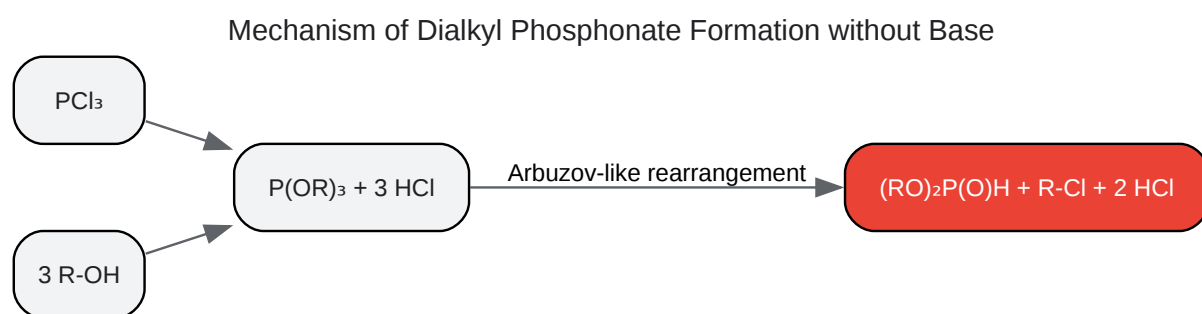 Mechanism of Dialkyl Phosphonate Formation without Base
PCl₃
3 R-OH
P(OR)₃ + 3 HCl
Arbuzov-like rearrangement
(RO)₂P(O)H + R-Cl + 2 HCl